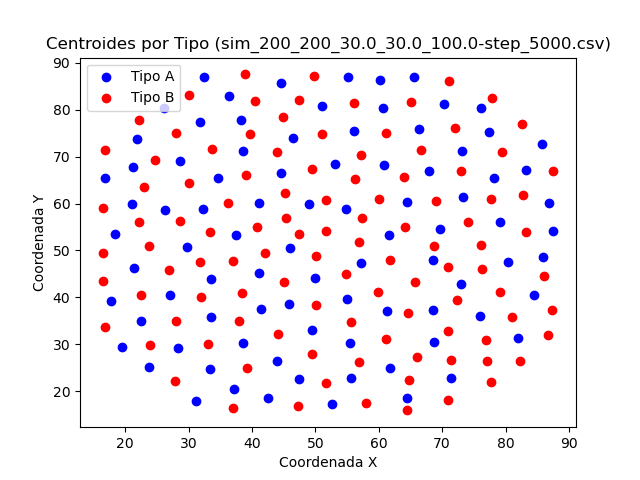 Centroides por Tipo (sim_200_200_30.0_30.0_100.0-step_5000.csv)
Tipo A
Tipo B
90
80
70
60
50
40
30
20
Coordenada Y
20 30 40 50 60 70 80 90
Coordenada X